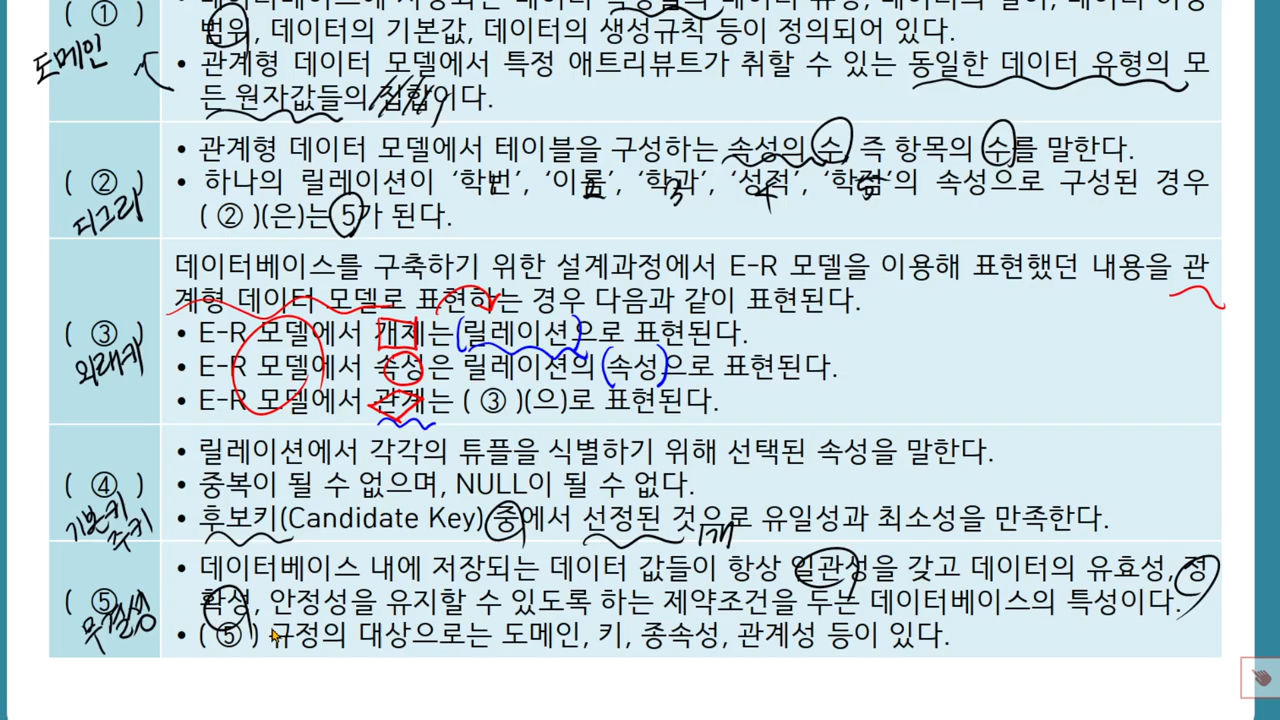 ( ① )
도메인
데이터베이스에 저장되는 데이터 속성들의 데이터 유형, 데이터의 길이, 데이터 허용
범위, 데이터의 기본값, 데이터의 생성규칙 등이 정의되어 있다.
• 관계형 데이터 모델에서 특정 애트리뷰트가 취할 수 있는 동일한 데이터 유형의 모
든 원자값들의 집합이다.
( ② )
디그리
• 관계형 데이터 모델에서 테이블을 구성하는 속성의 수, 즉 항목의 수를 말한다.
• 하나의 릴레이션이 ‘학번’, ‘이름’, ‘학과’, ‘성적’, ‘학점‘의 속성으로 구성된 경우
1 2 3 4 5
( ② )(은)는 5가 된다.
( ③ )
외래키
데이터베이스를 구축하기 위한 설계과정에서 E-R 모델을 이용해 표현했던 내용을 관
계형 데이터 모델로 표현하는 경우 다음과 같이 표현된다.
• E-R 모델에서 개체는 (릴레이션)으로 표현된다.
• E-R 모델에서 속성은 릴레이션의 (속성)으로 표현된다.
• E-R 모델에서 관계는 ( ③ )(으)로 표현된다.
( ④ )
기본키
주키
• 릴레이션에서 각각의 튜플을 식별하기 위해 선택된 속성을 말한다.
• 중복이 될 수 없으며, NULL이 될 수 없다.
• 후보키(Candidate Key) 중에서 선정된 것으로 유일성과 최소성을 만족한다.
1개
( ⑤ )
무결성
• 데이터베이스 내에 저장되는 데이터 값들이 항상 일관성을 갖고 데이터의 유효성, 정
확성, 안정성을 유지할 수 있도록 하는 제약조건을 두는 데이터베이스의 특성이다.
• ( ⑤ ) 규정의 대상으로는 도메인, 키, 종속성, 관계성 등이 있다.